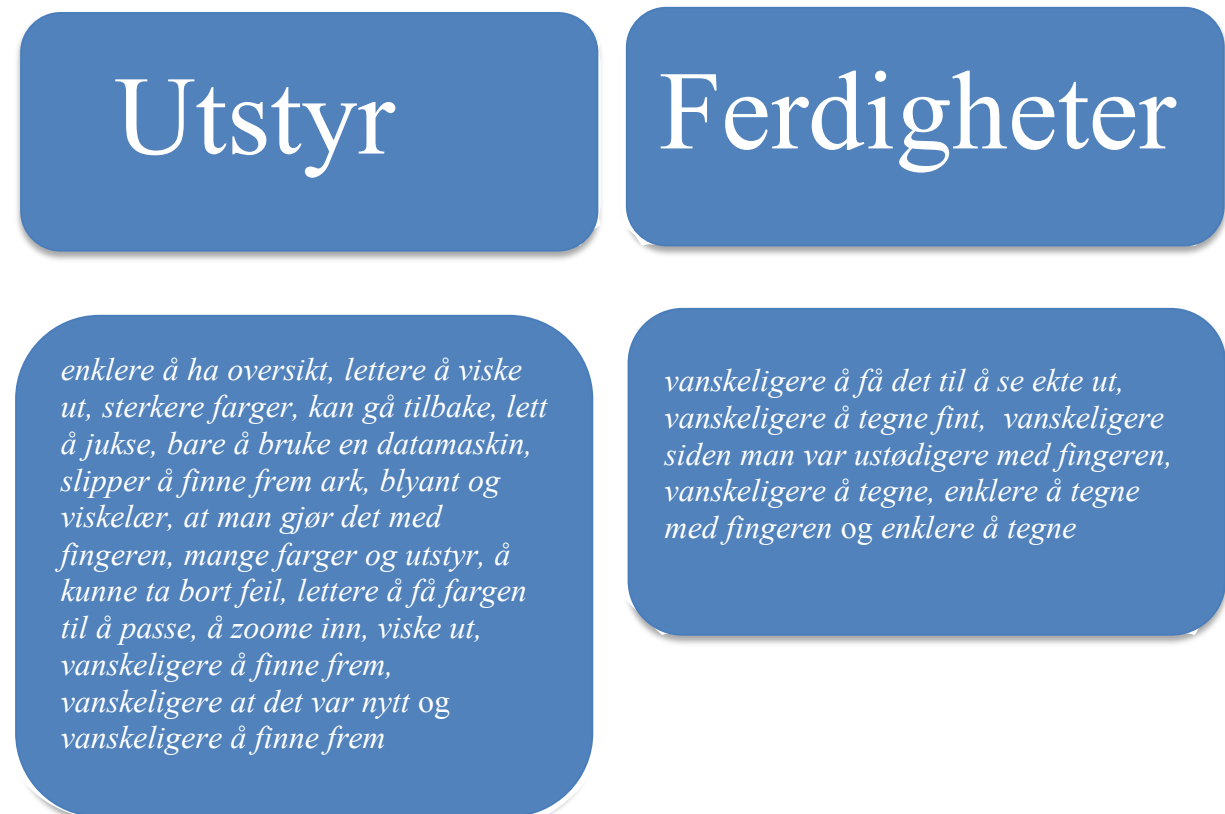 Utstyr
Ferdigheter
enklere å ha oversikt, lettere å viske
ut, sterkere farger, kan gå tilbake, lett
å jukse, bare å bruke en datamaskin,
slipper å finne frem ark, blyant og
viskelær, at man gjør det med
fingeren, mange farger og utstyr, å
kunne ta bort feil, lettere å få fargen
til å passe, å zoome inn, viske ut,
vanskeligere å finne frem,
vanskeligere at det var nytt og
vanskeligere å finne frem
vanskeligere å få det til å se ekte ut,
vanskeligere å tegne fint,  vanskeligere
siden man var ustødigere med fingeren,
vanskeligere å tegne, enklere å tegne
med fingeren og enklere å tegne